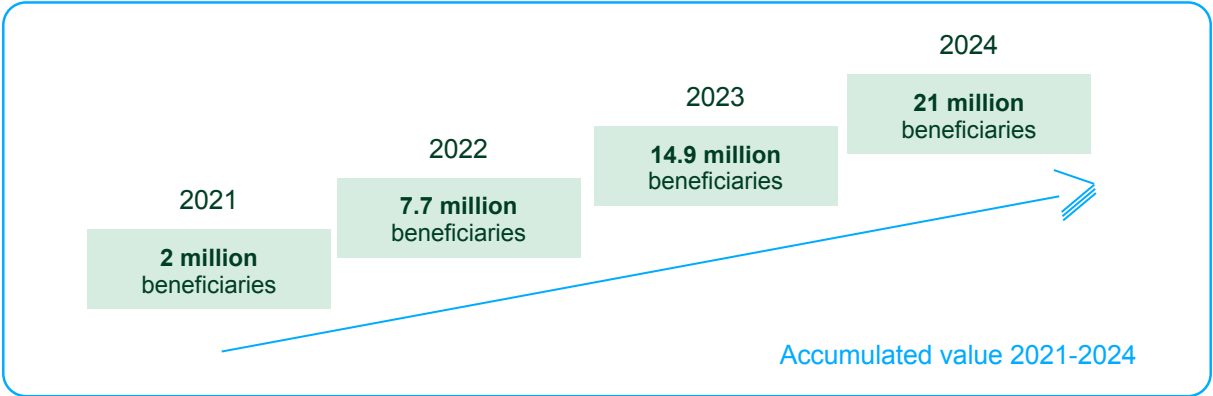 2021
2 million
beneficiaries
2022
7.7 million
beneficiaries
2023
14.9 million
beneficiaries
2024
21 million
beneficiaries
Accumulated value 2021-2024